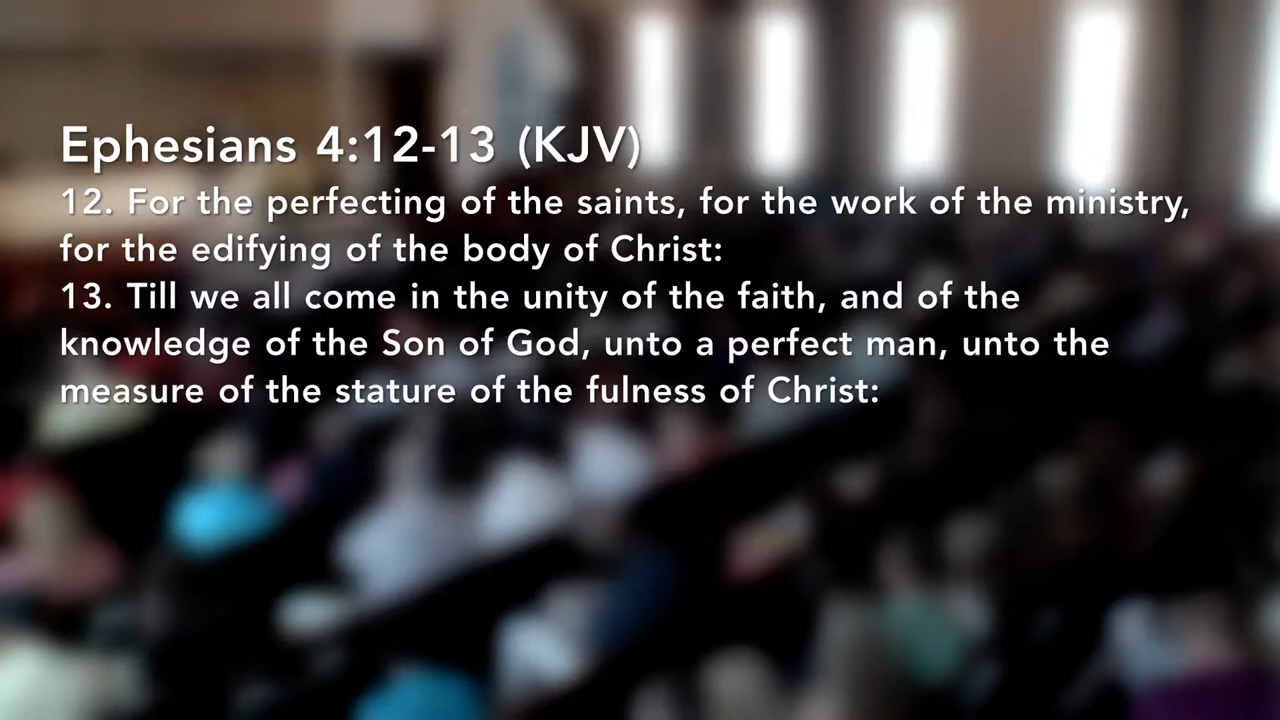 Ephesians 4:12-13 (KJV)
12. For the perfecting of the saints, for the work of the ministry,
for the edifying of the body of Christ:
13. Till we all come in the unity of the faith, and of the
knowledge of the Son of God, unto a perfect man, unto the
measure of the stature of the fulness of Christ: